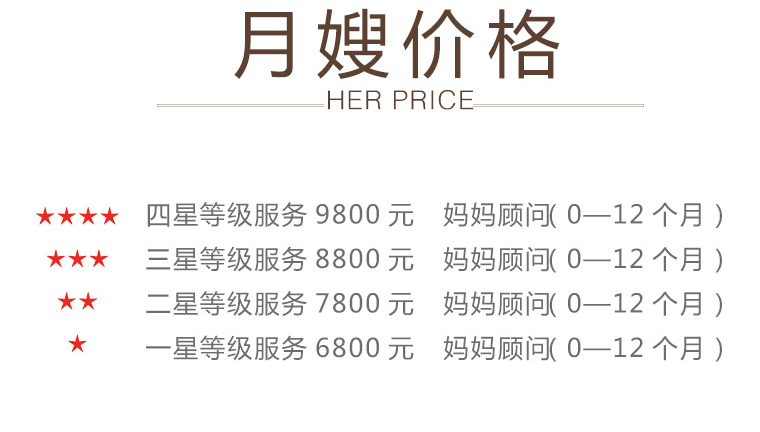 月嫂价格
HER PRICE
★★★★ 四星等级服务 9800 元 妈妈顾问( 0—12 个月 )
★★★ 三星等级服务 8800 元 妈妈顾问( 0—12 个月 )
★★ 二星等级服务 7800 元 妈妈顾问( 0—12 个月 )
★ 一星等级服务 6800 元 妈妈顾问( 0—12 个月 )